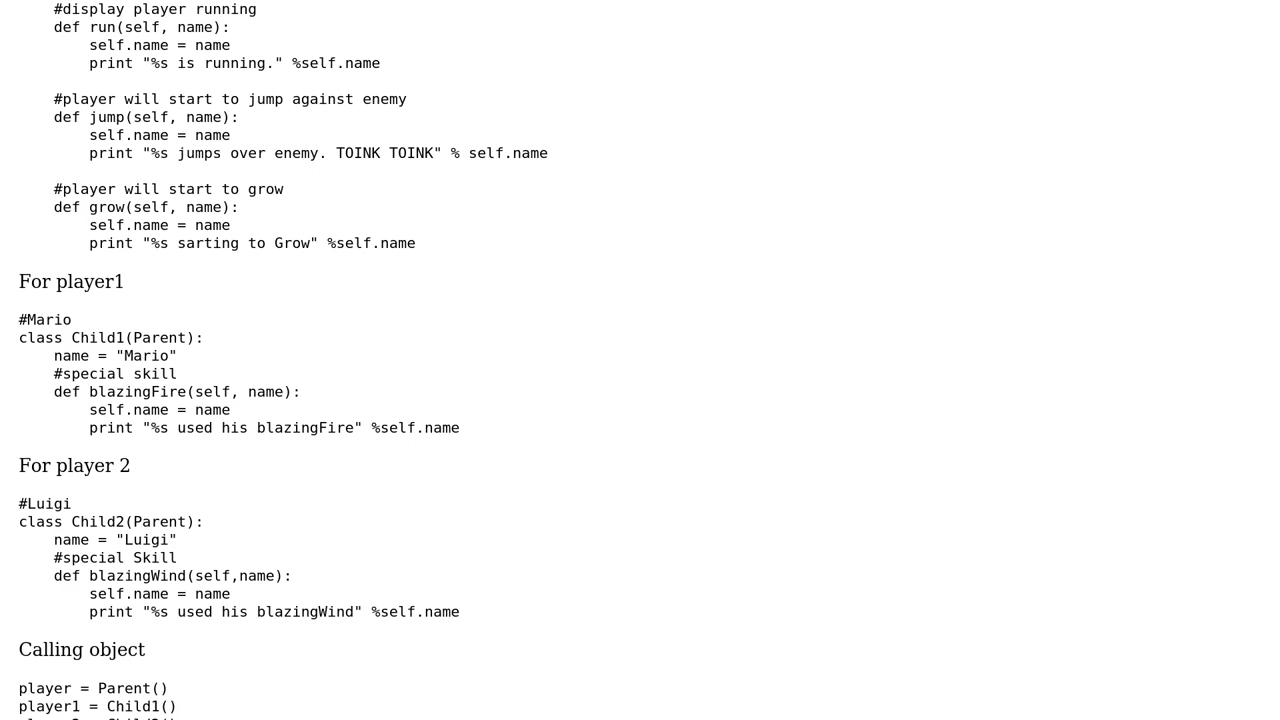 #display player running
def run(self, name):
self.name = name
print "%s is running." %self.name
#player will start to jump against enemy
def jump(self, name):
self.name = name
print "%s jumps over enemy. TOINK TOINK" % self.name
#player will start to grow
def grow(self, name):
self.name = name
print "%s sarting to Grow" %self.name
For player1
#Mario
class Child1(Parent):
name = "Mario"
#special skill
def blazingFire(self, name):
self.name = name
print "%s used his blazingFire" %self.name
For player 2
#Luigi
class Child2(Parent):
name = "Luigi"
#special Skill
def blazingWind(self,name):
self.name = name
print "%s used his blazingWind" %self.name
Calling object
player = Parent()
player1 = Child1()